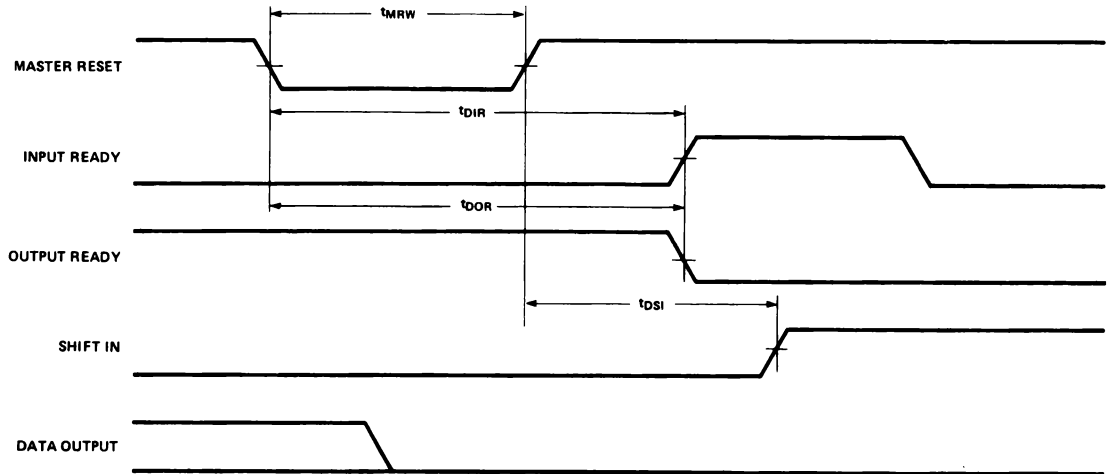 tMRW
MASTER RESET
tDIR
INPUT READY
tDOR
OUTPUT READY
tDSI
SHIFT IN
DATA OUTPUT